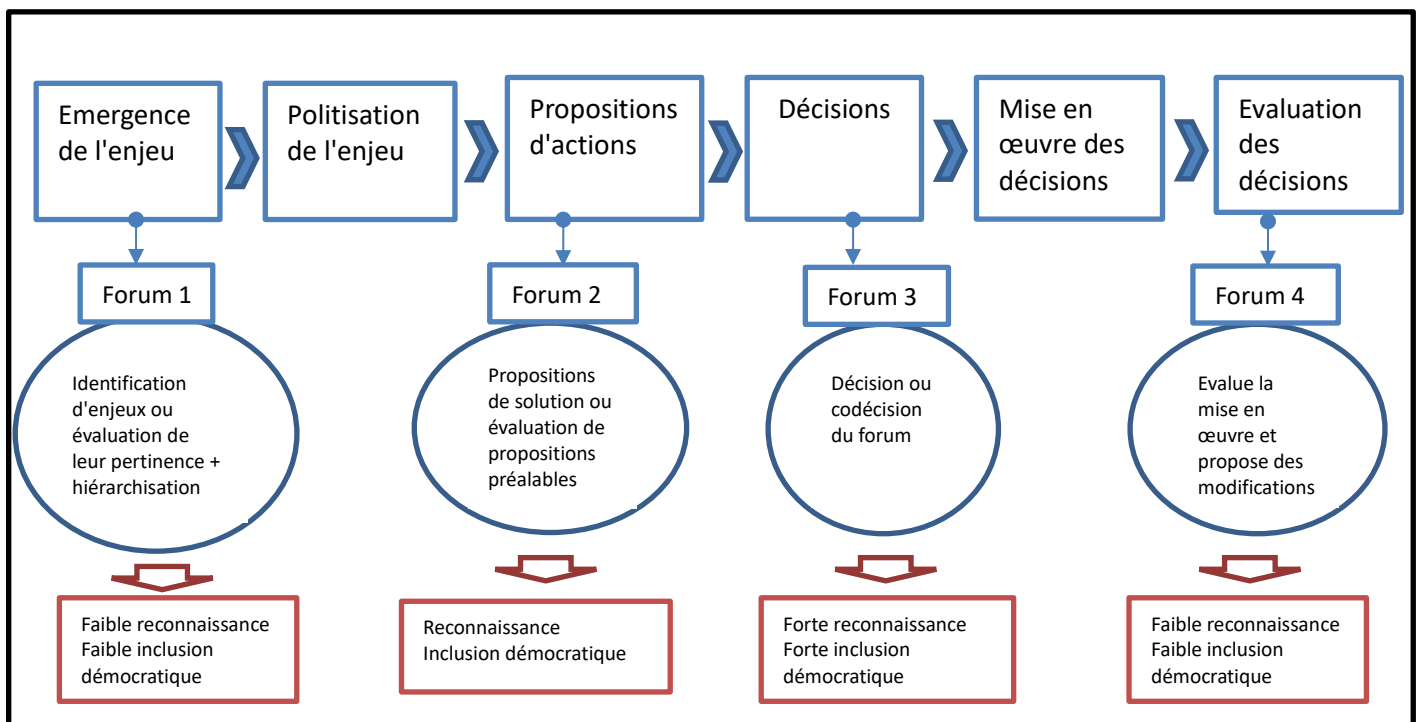 Emergence
de l'enjeu
Politisation
de l'enjeu
Propositions
d'actions
Décisions
Mise en
œuvre des
décisions
Evaluation
des
décisions
Forum 1
Forum 2
Forum 3
Forum 4
Identification
d'enjeux ou
évaluation de
leur pertinence +
hiérarchisation
Propositions
de solution ou
évaluation de
propositions
préalables
Décision ou
codécision
du forum
Evalue la
mise en
œuvre et
propose des
modifications
Faible reconnaissance
Faible inclusion
démocratique
Reconnaissance
Inclusion démocratique
Forte reconnaissance
Forte inclusion
démocratique
Faible reconnaissance
Faible inclusion
démocratique